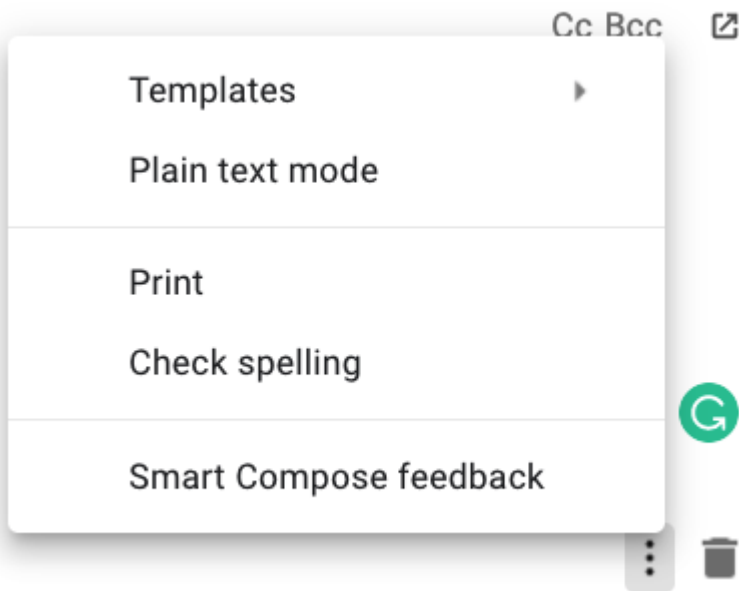 Cc Bcc
Templates
Plain text mode
Print
Check spelling
Smart Compose feedback